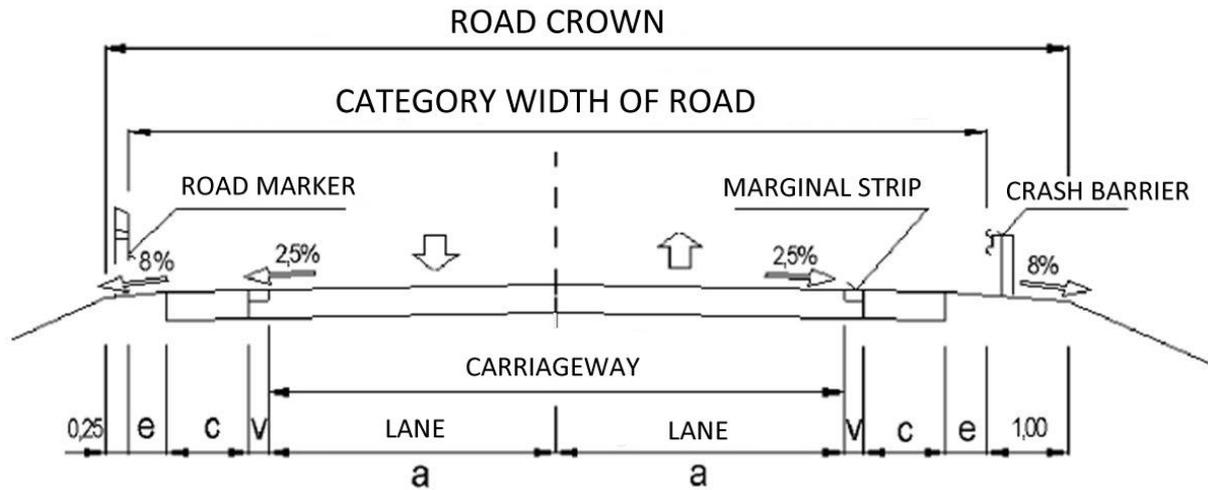 ROAD CROWN
CATEGORY WIDTH OF ROAD
ROAD MARKER
MARGINAL STRIP
CRASH BARRIER
8%
2,5%
2,5%
8%
CARRIAGEWAY
0,25
e
c
v
LANE
LANE
v
c
e
1,00
a
a